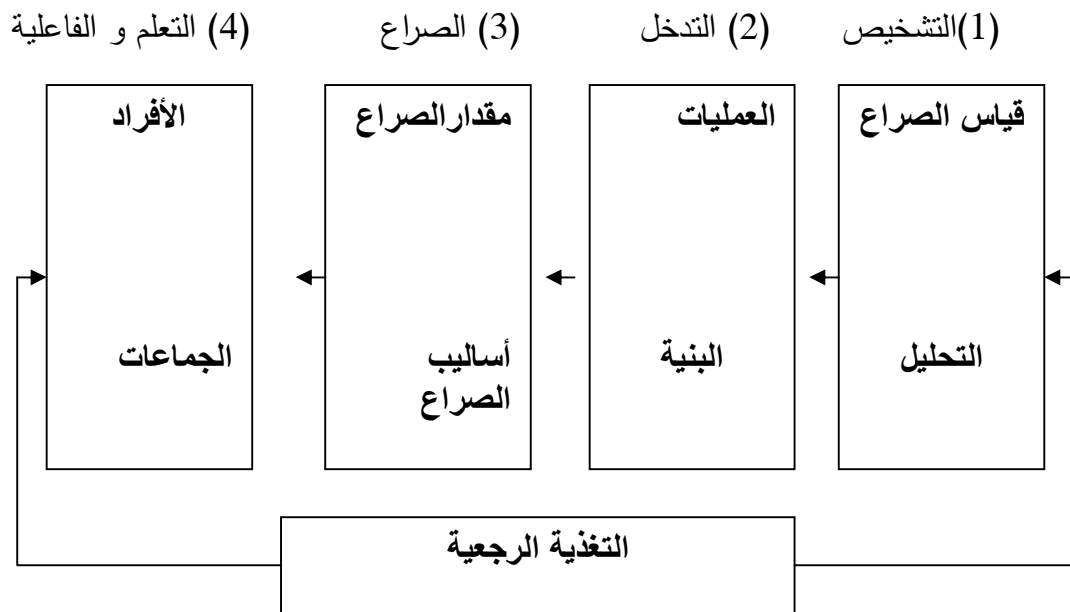 (1)التشخيص
(2) التدخل
(3) الصراع
(4) التعلم و الفاعلية
قياس الصراع
التحليل
العمليات
البنية
مقدارالصراع
أساليب
الصراع
الأفراد
الجماعات
التغذية الرجعية